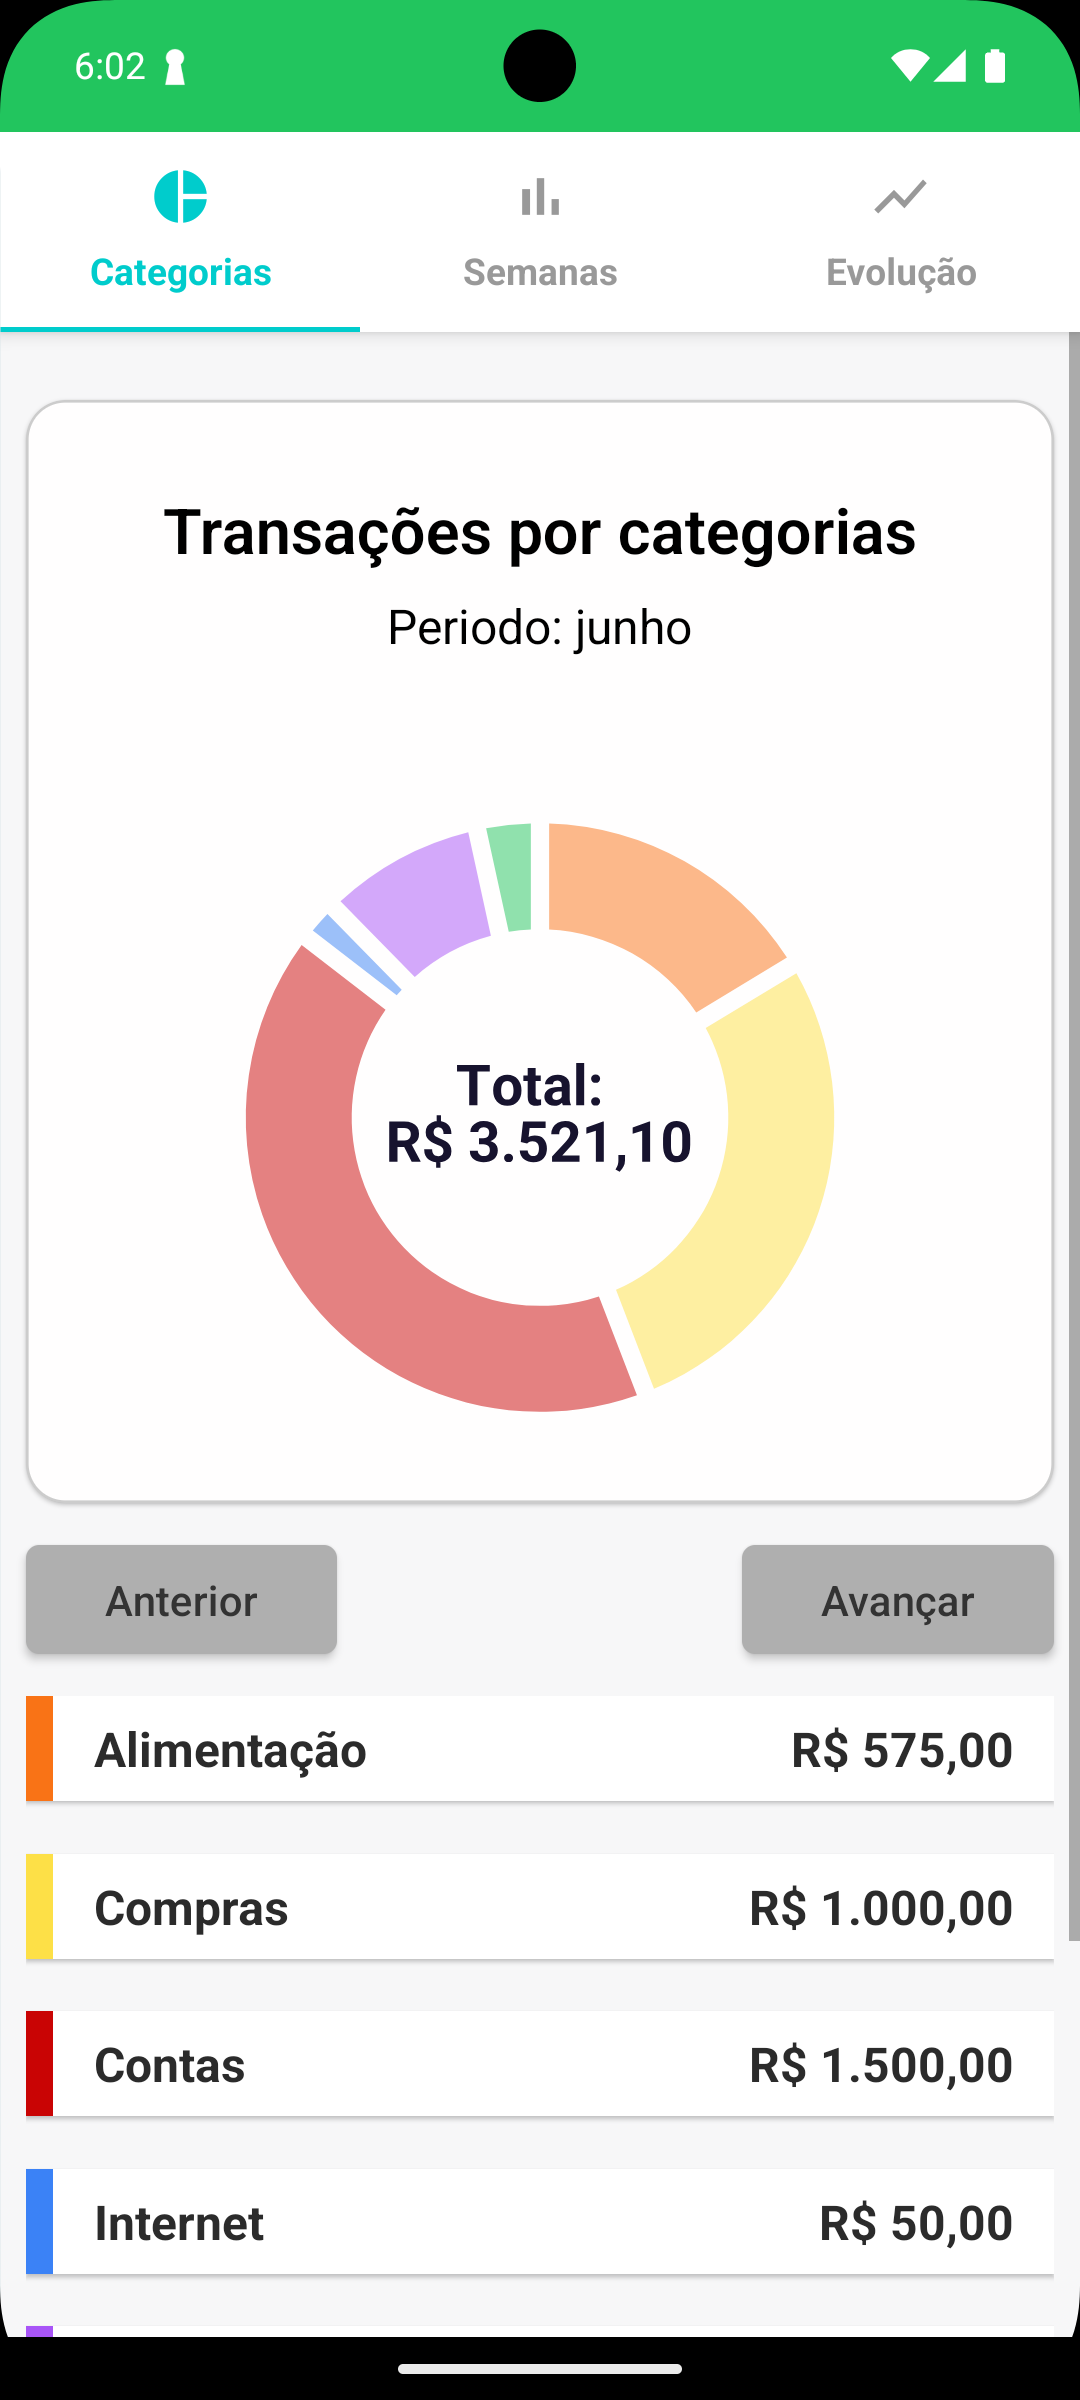 6:02
Categorias
Semanas
Evolução
Transações por categorias
Periodo: junho
Total:
R$ 3.521,10
Anterior
Avançar
Alimentação R$ 575,00
Compras R$ 1.000,00
Contas R$ 1.500,00
Internet R$ 50,00